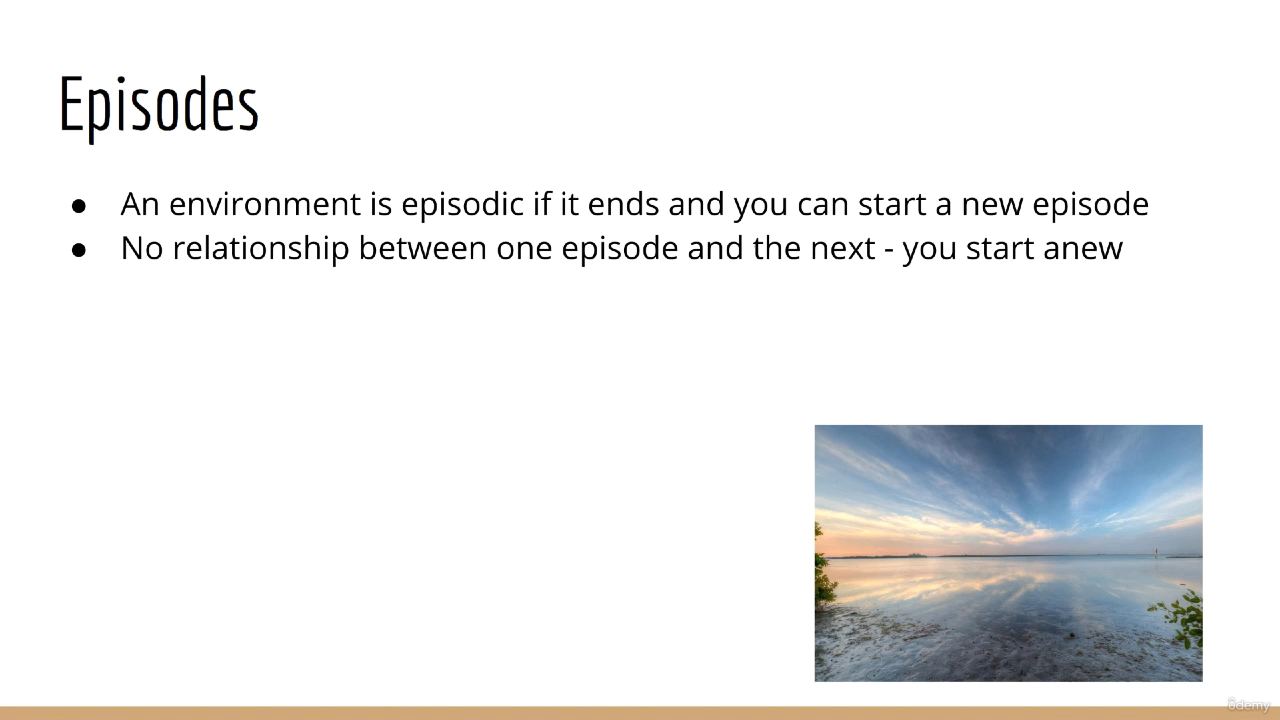 Episodes
● An environment is episodic if it ends and you can start a new episode
● No relationship between one episode and the next - you start anew
ûdemy